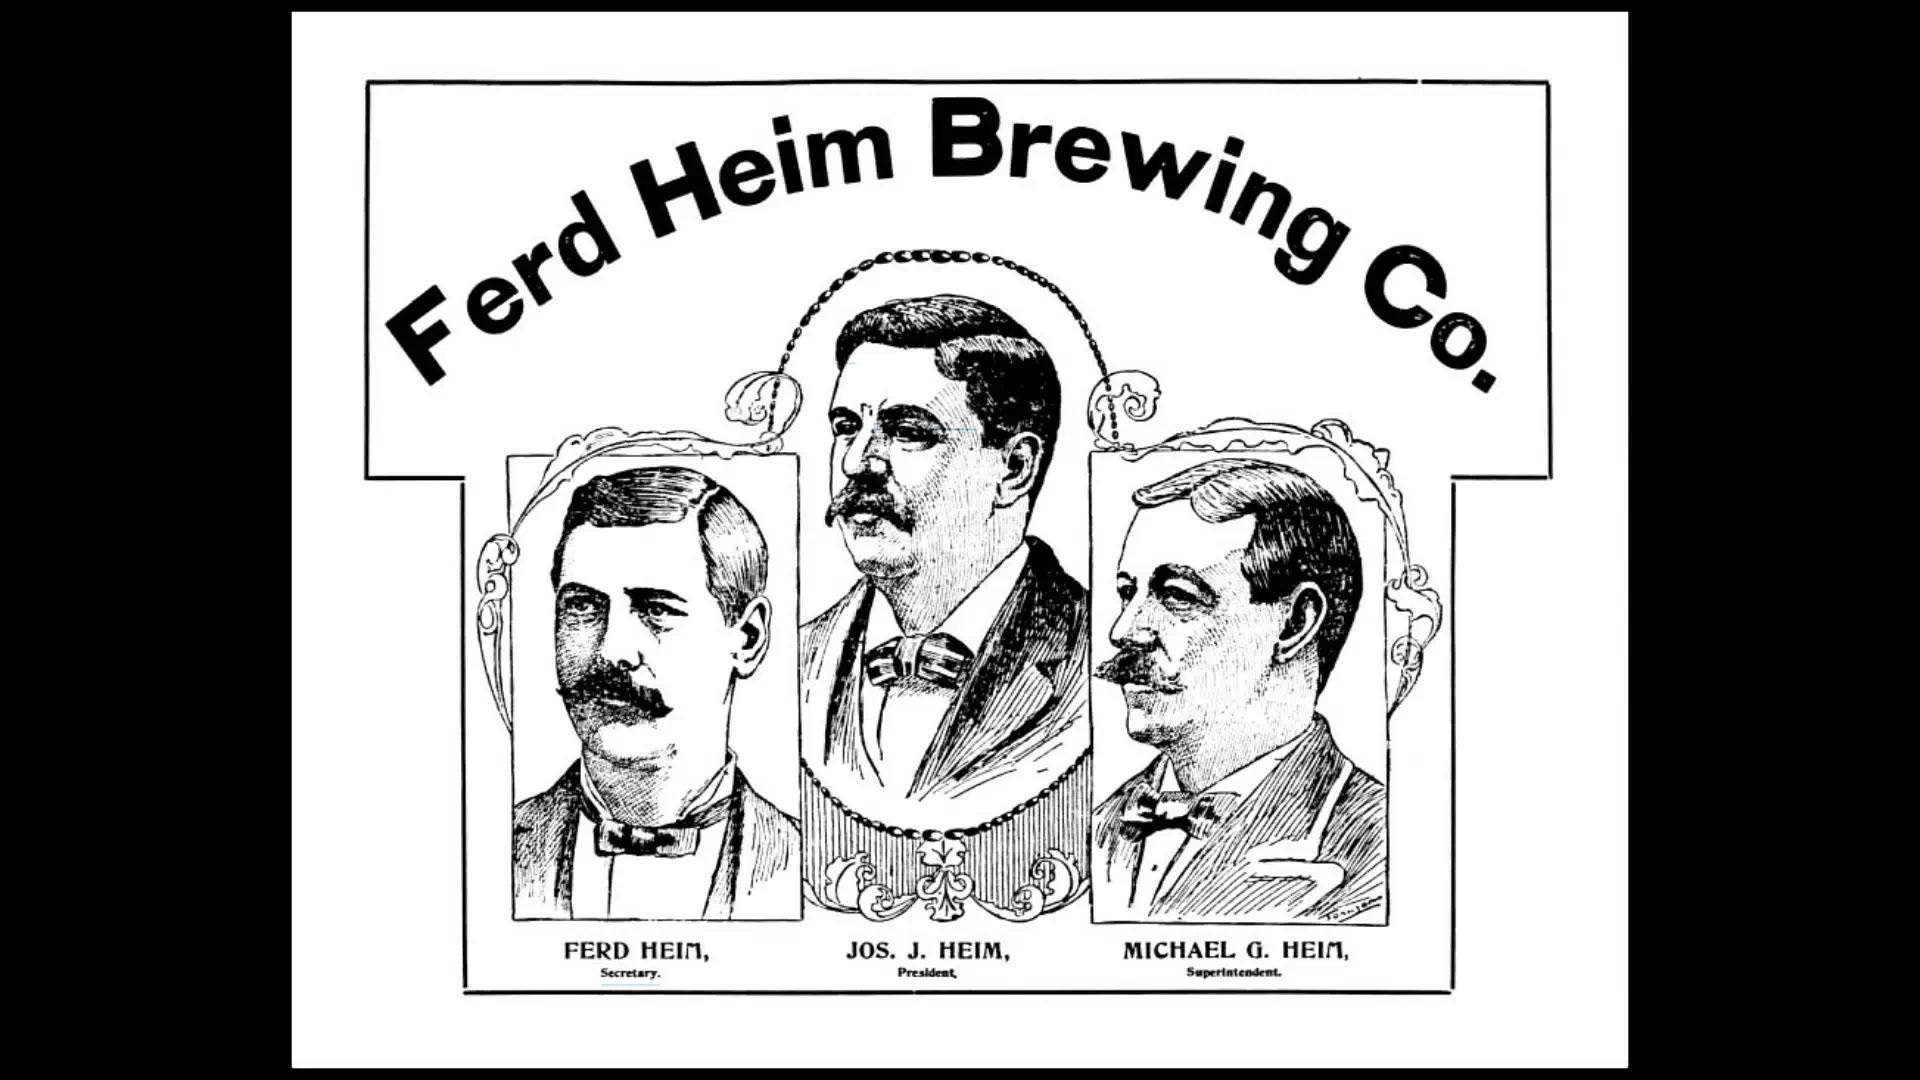 Ferd Heim Brewing Co.
FERD HEIM,
Secretary.
JOS. J. HEIM,
President,
MICHAEL G. HEIM,
Superintendent.